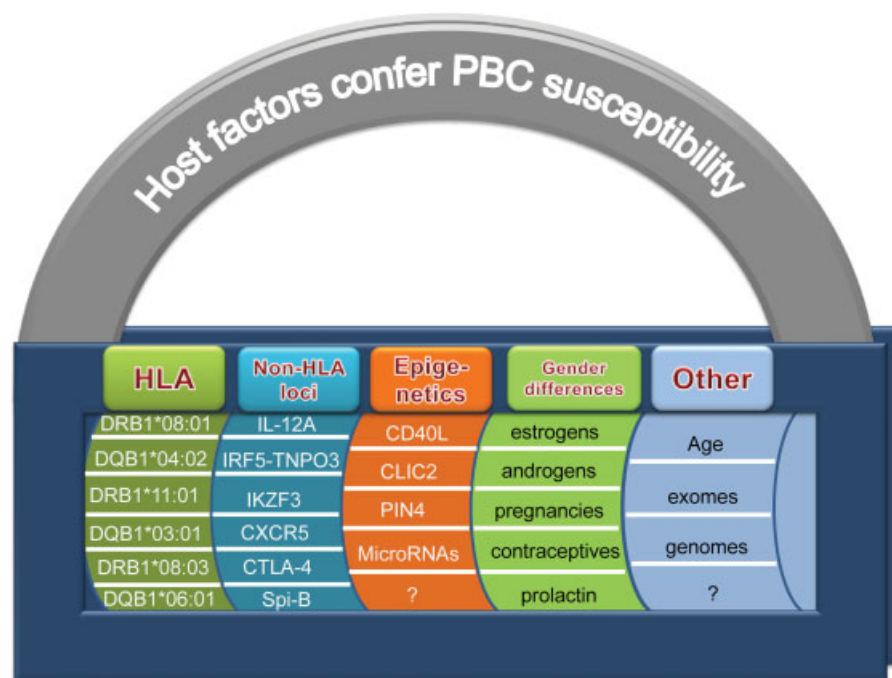 Host factors confer PBC susceptibility
HLA
DRB1*08:01
DQB1*04:02
DRB1*11:01
DQB1*03:01
DRB1*08:03
DQB1*06:01
Non-HLA
loci
IL-12A
IRF5-TNPO3
IKZF3
CXCR5
CTLA-4
Spi-B
Epige-
netics
CD40L
CLIC2
PIN4
MicroRNAs
?
Gender
differences
estrogens
androgens
pregnancies
contraceptives
prolactin
Other
Age
exomes
genomes
?